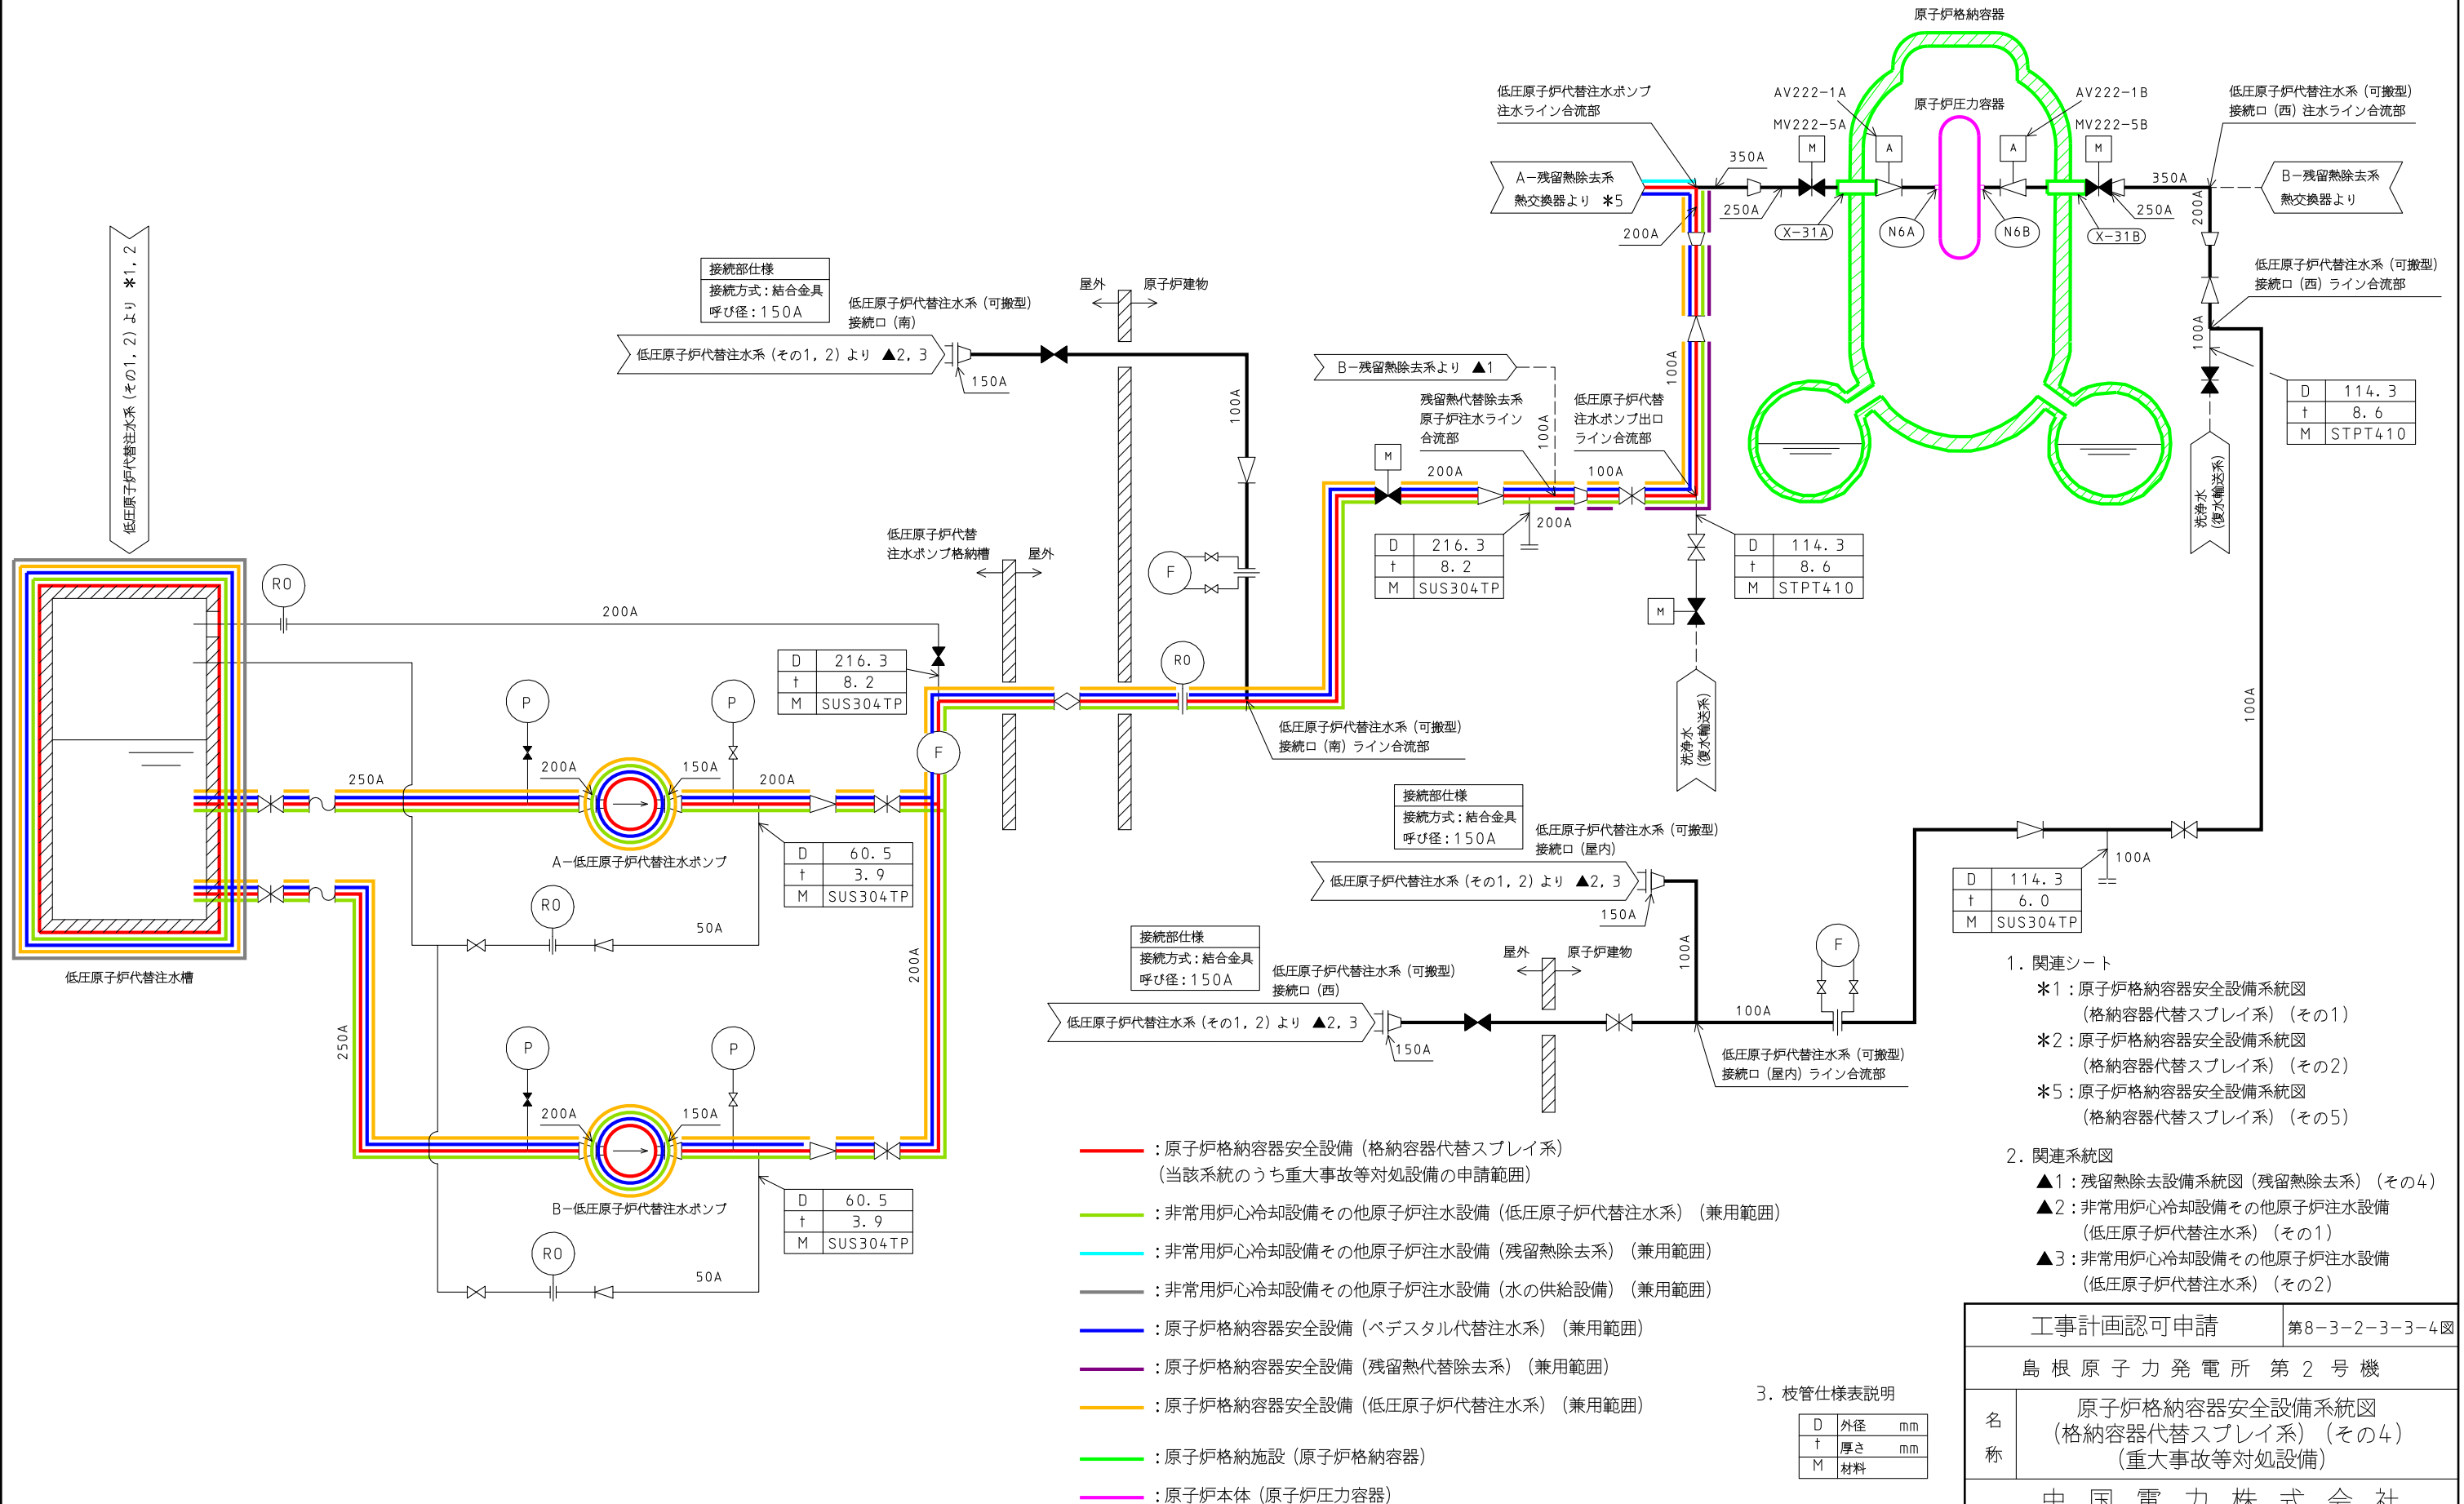 原子炉格納容器
低圧原子炉代替注水ポンプ
注水ライン合流部
AV222-1A
原子炉圧力容器
AV222-1B
低圧原子炉代替注水系（可搬型）
接続口（西）注水ライン合流部
MV222-5A
MV222-5B
M
A
A
M
350A
A-残留熱除去系
熱交換器より ＊5
350A
B-残留熱除去系
熱交換器より
200A
250A
250A
200A
X-31A
N6A
N6B
X-31B
低圧原子炉代替注水系（その1，2）より ＊1，2
接続部仕様
接続方式：結合金具
呼び径：150A
低圧原子炉代替注水系（可搬型）
接続口（南）
屋外
原子炉建物
低圧原子炉代替注水系（可搬型）
接続口（西）ライン合流部
低圧原子炉代替注水系（その1，2）より ▲2，3
150A
100A
B-残留熱除去系より ▲1
100A
100A
D 114.3
t 8.6
M STPT410
残留熱代替除去系
原子炉注水ライン
合流部
低圧原子炉代替
注水ポンプ出口
ライン合流部
100A
M
200A
100A
洗浄水
（復水輸送系）
200A
低圧原子炉代替
注水ポンプ格納槽
屋外
F
D 216.3
t 8.2
M SUS304TP
D 114.3
t 8.6
M STPT410
RO
200A
M
RO
D 216.3
t 8.2
M SUS304TP
P
P
F
洗浄水
（復水輸送系）
100A
低圧原子炉代替注水系（可搬型）
接続口（南）ライン合流部
250A
200A
150A
200A
A-低圧原子炉代替注水ポンプ
D 60.5
t 3.9
M SUS304TP
接続部仕様
接続方式：結合金具
呼び径：150A
低圧原子炉代替注水系（可搬型）
接続口（屋内）
低圧原子炉代替注水系（その1，2）より ▲2，3
150A
100A
100A
D 114.3
t 6.0
M SUS304TP
RO
50A
低圧原子炉代替注水槽
200A
接続部仕様
接続方式：結合金具
呼び径：150A
低圧原子炉代替注水系（可搬型）
接続口（西）
屋外
原子炉建物
F
低圧原子炉代替注水系（その1，2）より ▲2，3
150A
100A
低圧原子炉代替注水系（可搬型）
接続口（屋内）ライン合流部
250A
P
P
200A
150A
B-低圧原子炉代替注水ポンプ
D 60.5
t 3.9
M SUS304TP
RO
50A
1. 関連シート
＊1：原子炉格納容器安全設備系統図
（格納容器代替スプレイ系）（その1）
＊2：原子炉格納容器安全設備系統図
（格納容器代替スプレイ系）（その2）
＊5：原子炉格納容器安全設備系統図
（格納容器代替スプレイ系）（その5）
2. 関連系統図
▲1：残留熱除去設備系統図（残留熱除去系）（その4）
▲2：非常用炉心冷却設備その他原子炉注水設備
（低圧原子炉代替注水系）（その1）
▲3：非常用炉心冷却設備その他原子炉注水設備
（低圧原子炉代替注水系）（その2）
：原子炉格納容器安全設備（格納容器代替スプレイ系）
（当該系統のうち重大事故等対処設備の申請範囲）
：非常用炉心冷却設備その他原子炉注水設備（低圧原子炉代替注水系）（兼用範囲）
：非常用炉心冷却設備その他原子炉注水設備（残留熱除去系）（兼用範囲）
：非常用炉心冷却設備その他原子炉注水設備（水の供給設備）（兼用範囲）
：原子炉格納容器安全設備（ペデスタル代替注水系）（兼用範囲）
：原子炉格納容器安全設備（残留熱代替除去系）（兼用範囲）
：原子炉格納容器安全設備（低圧原子炉代替注水系）（兼用範囲）
：原子炉格納施設（原子炉格納容器）
：原子炉本体（原子炉圧力容器）
3. 枝管仕様表説明
D 外径 mm
t 厚さ mm
M 材料
工事計画認可申請 第8-3-2-3-3-4図
島根原子力発電所 第2号機
名称
原子炉格納容器安全設備系統図
（格納容器代替スプレイ系）（その4）
（重大事故等対処設備）
中国電力株式会社